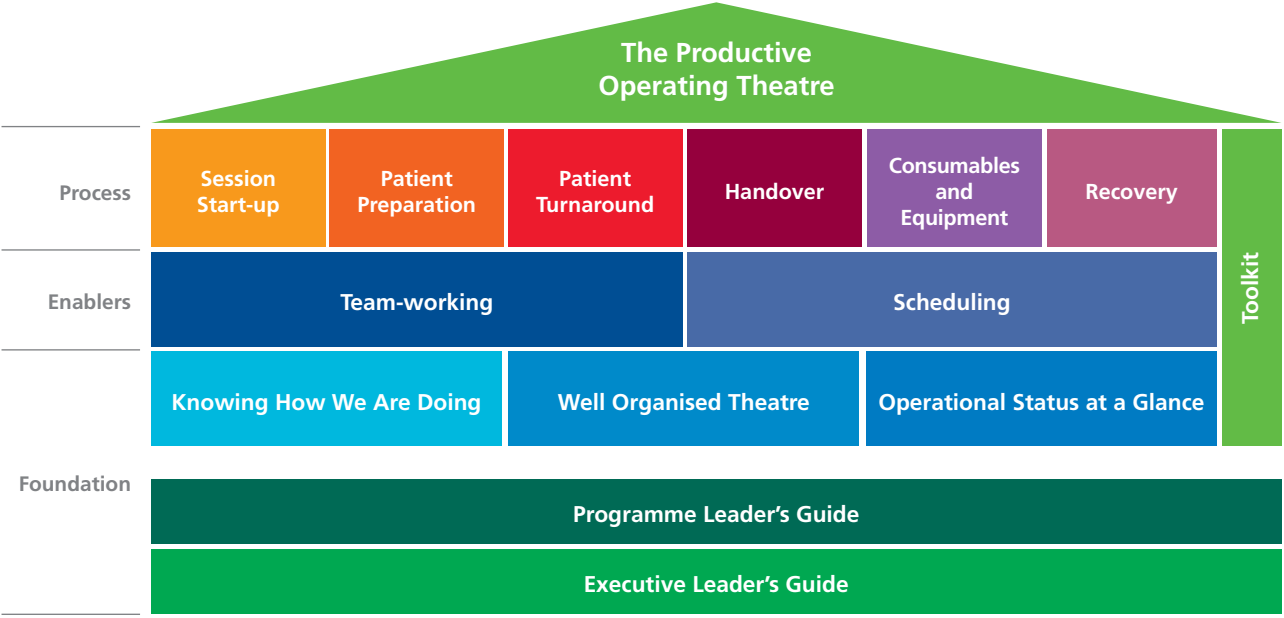 The Productive
Operating Theatre
Process
Session
Start-up
Patient
Preparation
Patient
Turnaround
Handover
Consumables
and
Equipment
Recovery
Toolkit
Enablers
Team-working
Scheduling
Foundation
Knowing How We Are Doing
Well Organised Theatre
Operational Status at a Glance
Programme Leader's Guide
Executive Leader's Guide